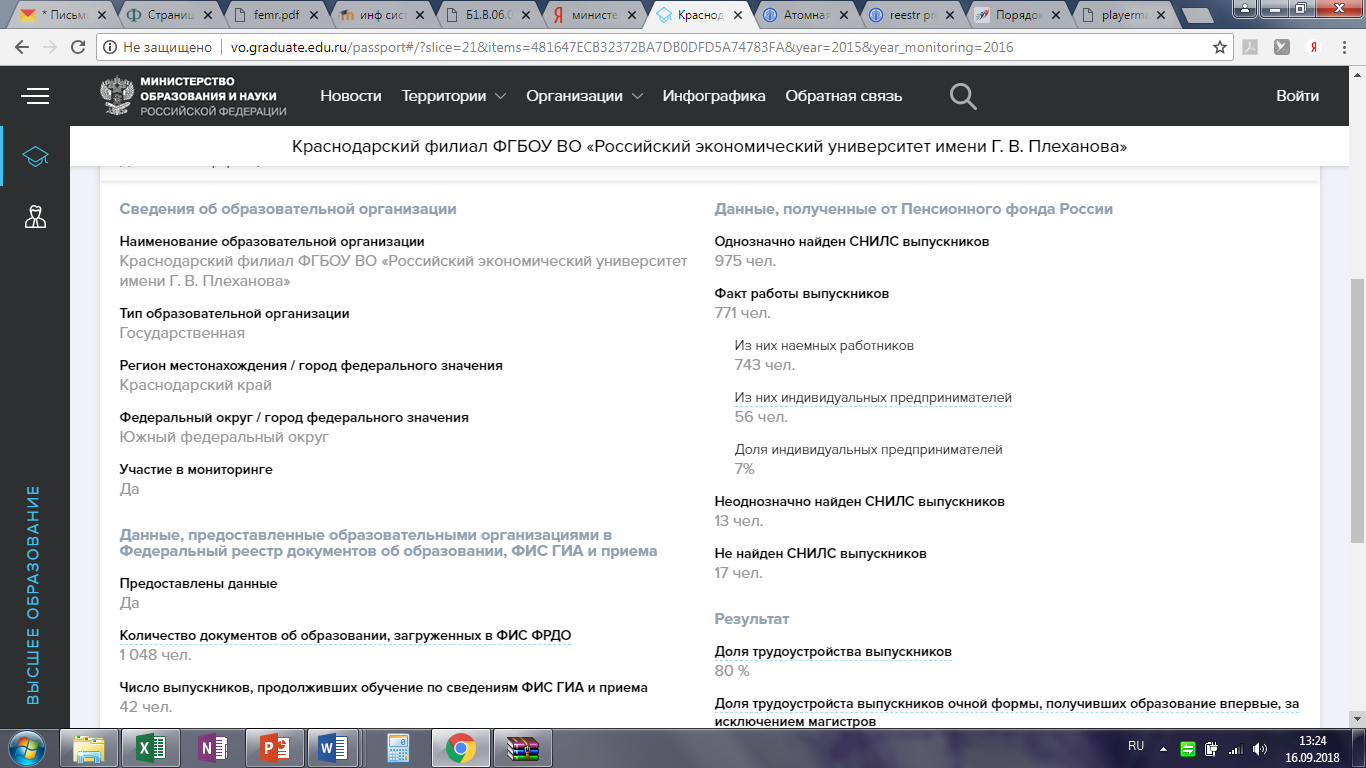 * Письмо
Страниц
femr.pdf
инф сист
Б1.В.06.0
министе
Краснод
Атомная
reestr pr
Порядок
playerma
Не защищено
vo.graduate.edu.ru/passport#/?slice=21&items=481647ECB32372BA7DB0DFD5A74783FA&year=2015&year_monitoring=2016
МИНИСТЕРСТВО
ОБРАЗОВАНИЯ И НАУКИ
РОССИЙСКОЙ ФЕДЕРАЦИИ
Новости
Территории
Организации
Инфографика
Обратная связь
Войти
Краснодарский филиал ФГБОУ ВО «Российский экономический университет имени Г. В. Плеханова»
ВЫСШЕЕ ОБРАЗОВАНИЕ
Сведения об образовательной организации
Наименование образовательной организации
Краснодарский филиал ФГБОУ ВО «Российский экономический университет
имени Г. В. Плеханова»
Тип образовательной организации
Государственная
Регион местонахождения / город федерального значения
Краснодарский край
Федеральный округ / город федерального значения
Южный федеральный округ
Участие в мониторинге
Да
Данные, предоставленные образовательными организациями в
Федеральный реестр документов об образовании, ФИС ГИА и приема
Предоставлены данные
Да
Количество документов об образовании, загруженных в ФИС ФРДО
1 048 чел.
Число выпускников, продолживших обучение по сведениям ФИС ГИА и приема
42 чел.
Данные, полученные от Пенсионного фонда России
Однозначно найден СНИЛС выпускников
975 чел.
Факт работы выпускников
771 чел.
Из них наемных работников
743 чел.
Из них индивидуальных предпринимателей
56 чел.
Доля индивидуальных предпринимателей
7%
Неоднозначно найден СНИЛС выпускников
13 чел.
Не найден СНИЛС выпускников
17 чел.
Результат
Доля трудоустройства выпускников
80 %
Доля трудоустройста выпускников очной формы, получивших образование впервые, за
исключением магистров
RU
13:24
16.09.2018